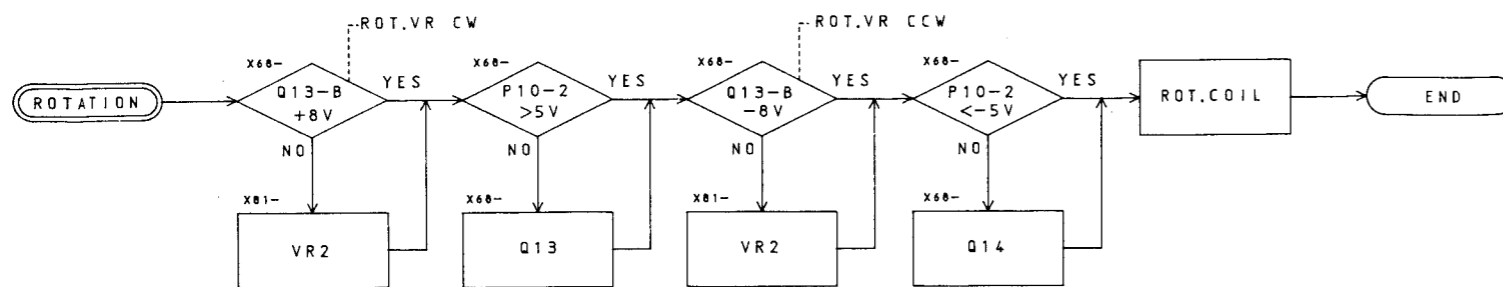 ROT.VR CW
ROT.VR CCW
X68-
X68-
X68-
X68-
ROTATION
Q13-B
+8V
YES
P10-2
>5V
YES
Q13-B
-8V
YES
P10-2
<-5V
YES
ROT.COIL
END
NO
NO
NO
NO
X81-
X68-
X81-
X68-
VR2
Q13
VR2
Q14